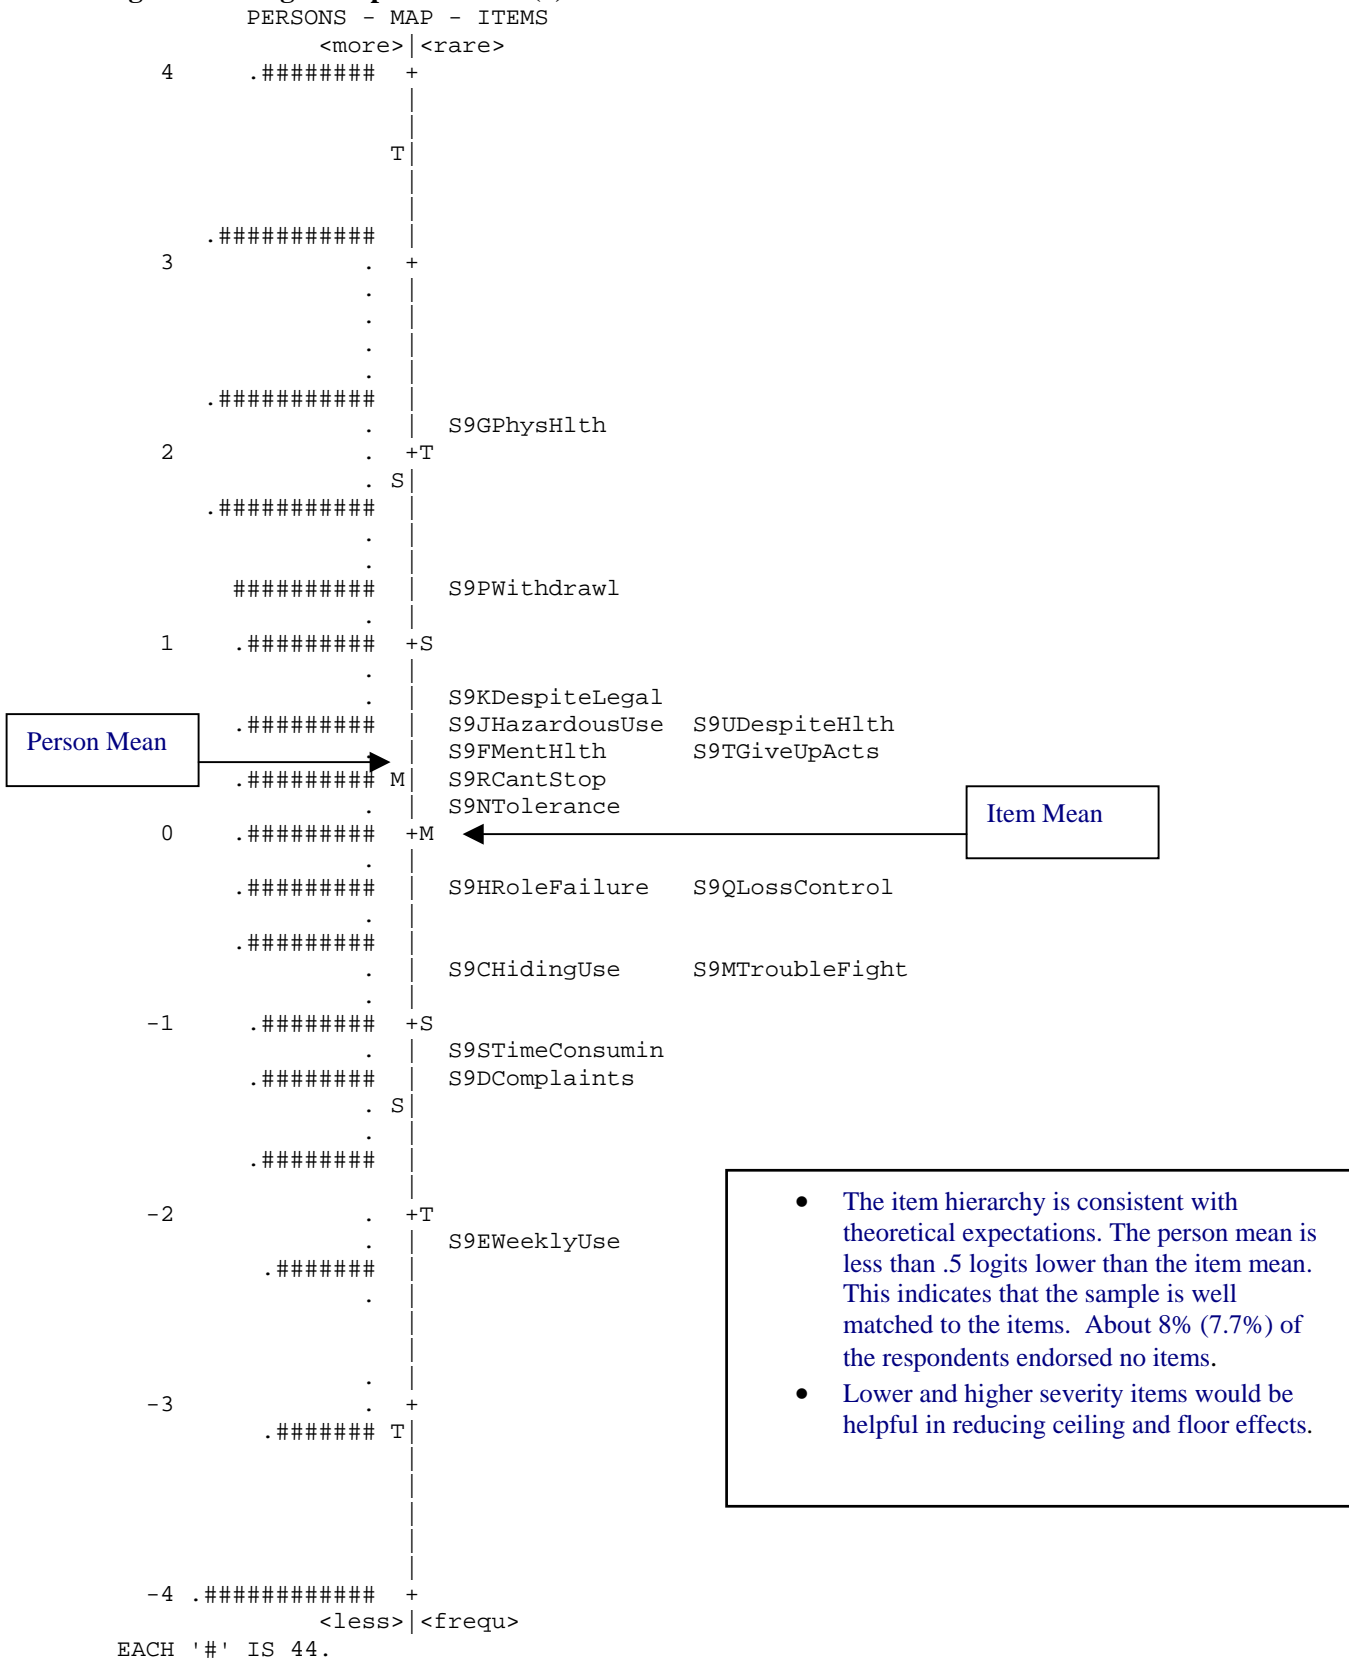 PERSONS - MAP - ITEMS
<more>|<rare>
4 .######## +
|
|
T|
|
|
.########### |
3 . +
. |
. |
. |
. |
.########### |
. | S9GPhysHlth
2 . +T
. S|
.########### |
. |
. |
########## | S9PWithdrawl
. |
1 .######### +S
. |
. | S9KDespiteLegal
.######### | S9JHazardousUse S9UDespiteHlth
Person Mean
. | S9FMentHlth S9TGiveUpActs
.######### M| S9RCantStop
. | S9NTolerance
Item Mean
0 .######### +M
. |
.######### | S9HRoleFailure S9QLossControl
. |
.######### |
. | S9CHidingUse S9MTroubleFight
. |
-1 .######## +S
. | S9STimeConsumin
.######## | S9DComplaints
. S|
. |
.######## |
|
-2 . +T
. | S9EWeeklyUse
.####### |
. |
|
|
. |
-3 . +
.####### T|
|
|
|
|
|
-4 .############ +
<less>|<frequ>
EACH '#' IS 44.
• The item hierarchy is consistent with
theoretical expectations. The person mean is
less than .5 logits lower than the item mean.
This indicates that the sample is well
matched to the items. About 8% (7.7%) of
the respondents endorsed no items.
• Lower and higher severity items would be
helpful in reducing ceiling and floor effects.